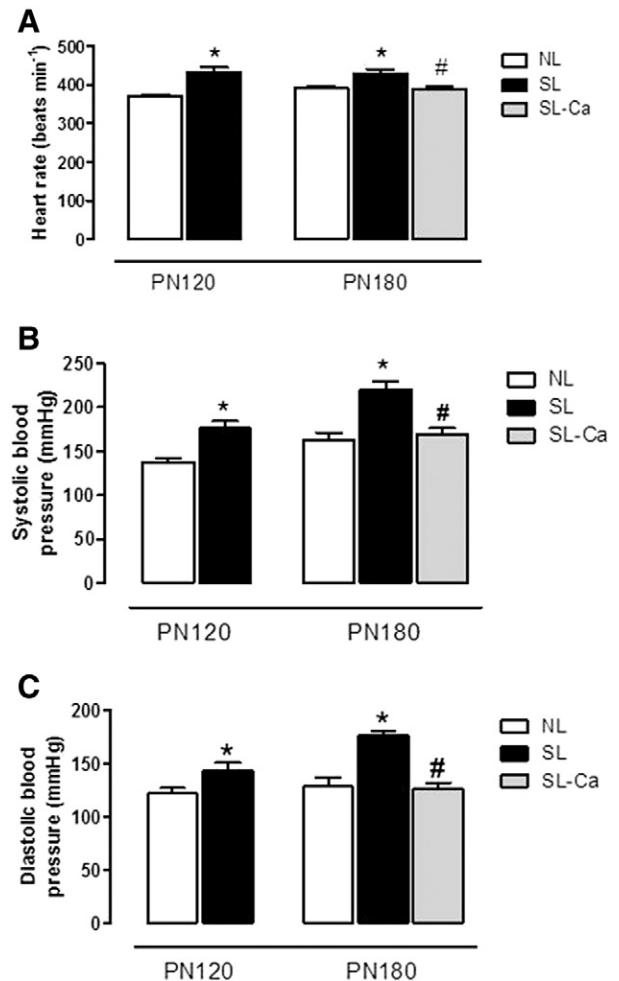 A
Heart rate (beats min⁻¹)
500
400
300
200
100
0
*
*
#
NL
SL
SL-Ca
PN120
PN180
B
Systolic blood
pressure (mmHg)
250
200
150
100
50
0
*
*
#
NL
SL
SL-Ca
PN120
PN180
C
Diastolic blood
pressure (mmHg)
200
150
100
50
0
*
*
#
NL
SL
SL-Ca
PN120
PN180